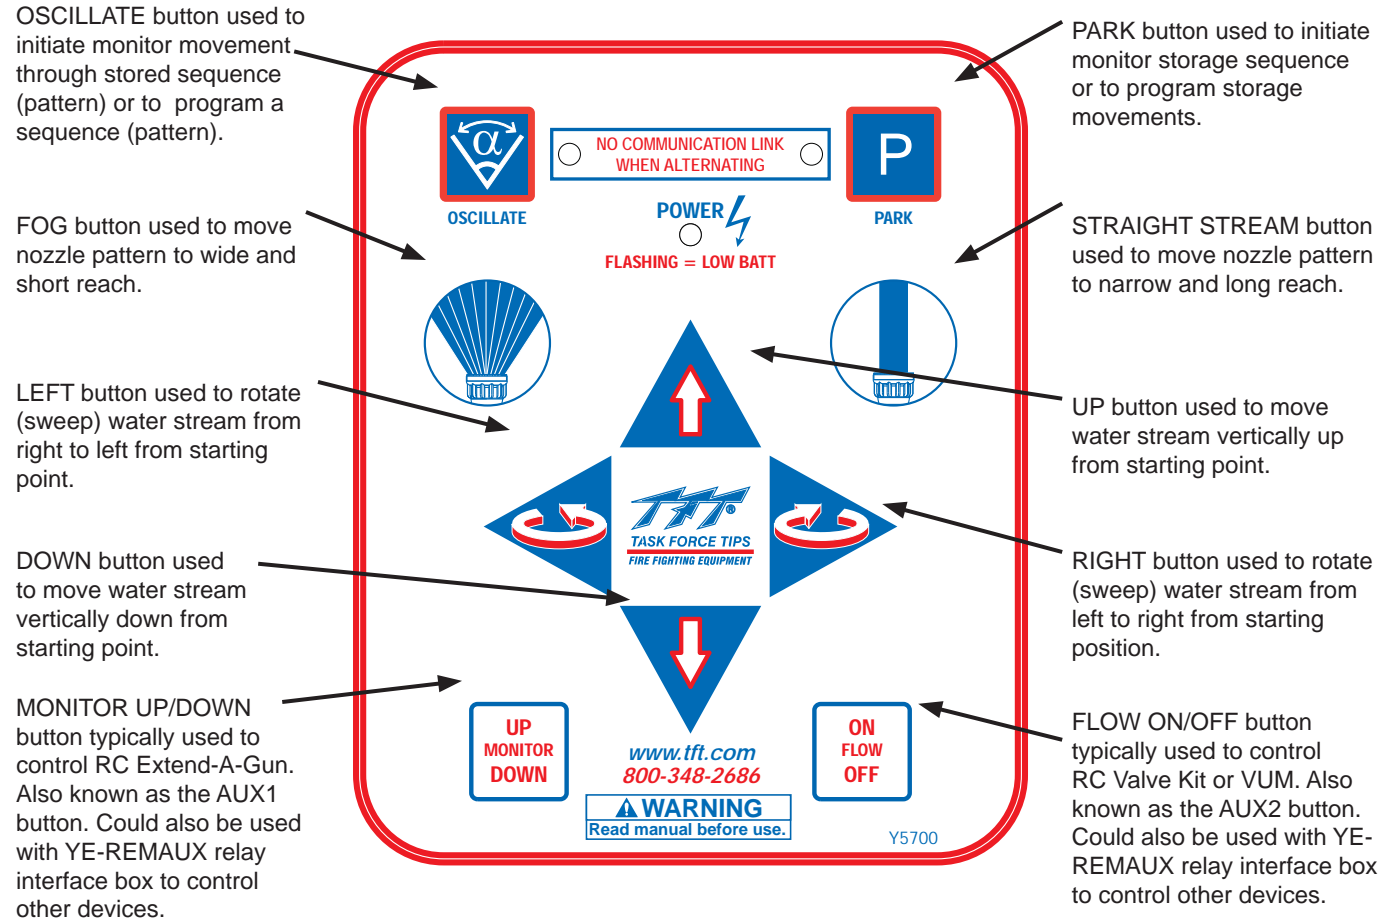 OSCILLATE button used to
initiate monitor movement
through stored sequence
(pattern) or to  program a
sequence (pattern).
FOG button used to move
nozzle pattern to wide and
short reach.
LEFT button used to rotate
(sweep) water stream from
right to left from starting
point.
DOWN button used
to move water stream
vertically down from
starting point.
MONITOR UP/DOWN
button typically used to
control RC Extend-A-Gun.
Also known as the AUX1
button. Could also be used
with YE-REMAUX relay
interface box to control
other devices.
α
OSCILLATE
NO COMMUNICATION LINK
WHEN ALTERNATING
P
PARK
POWER
FLASHING = LOW BATT
TFT®
TASK FORCE TIPS
FIRE FIGHTING EQUIPMENT
UP
MONITOR
DOWN
www.tft.com
800-348-2686
WARNING
Read manual before use.
ON
FLOW
OFF
Y5700
PARK button used to initiate
monitor storage sequence
or to program storage
movements.
STRAIGHT STREAM button
used to move nozzle pattern
to narrow and long reach.
UP button used to move
water stream vertically up
from starting point.
RIGHT button used to rotate
(sweep) water stream from
left to right from starting
position.
FLOW ON/OFF button
typically used to control
RC Valve Kit or VUM. Also
known as the AUX2 button.
Could also be used with YE-
REMAUX relay interface box
to control other devices.